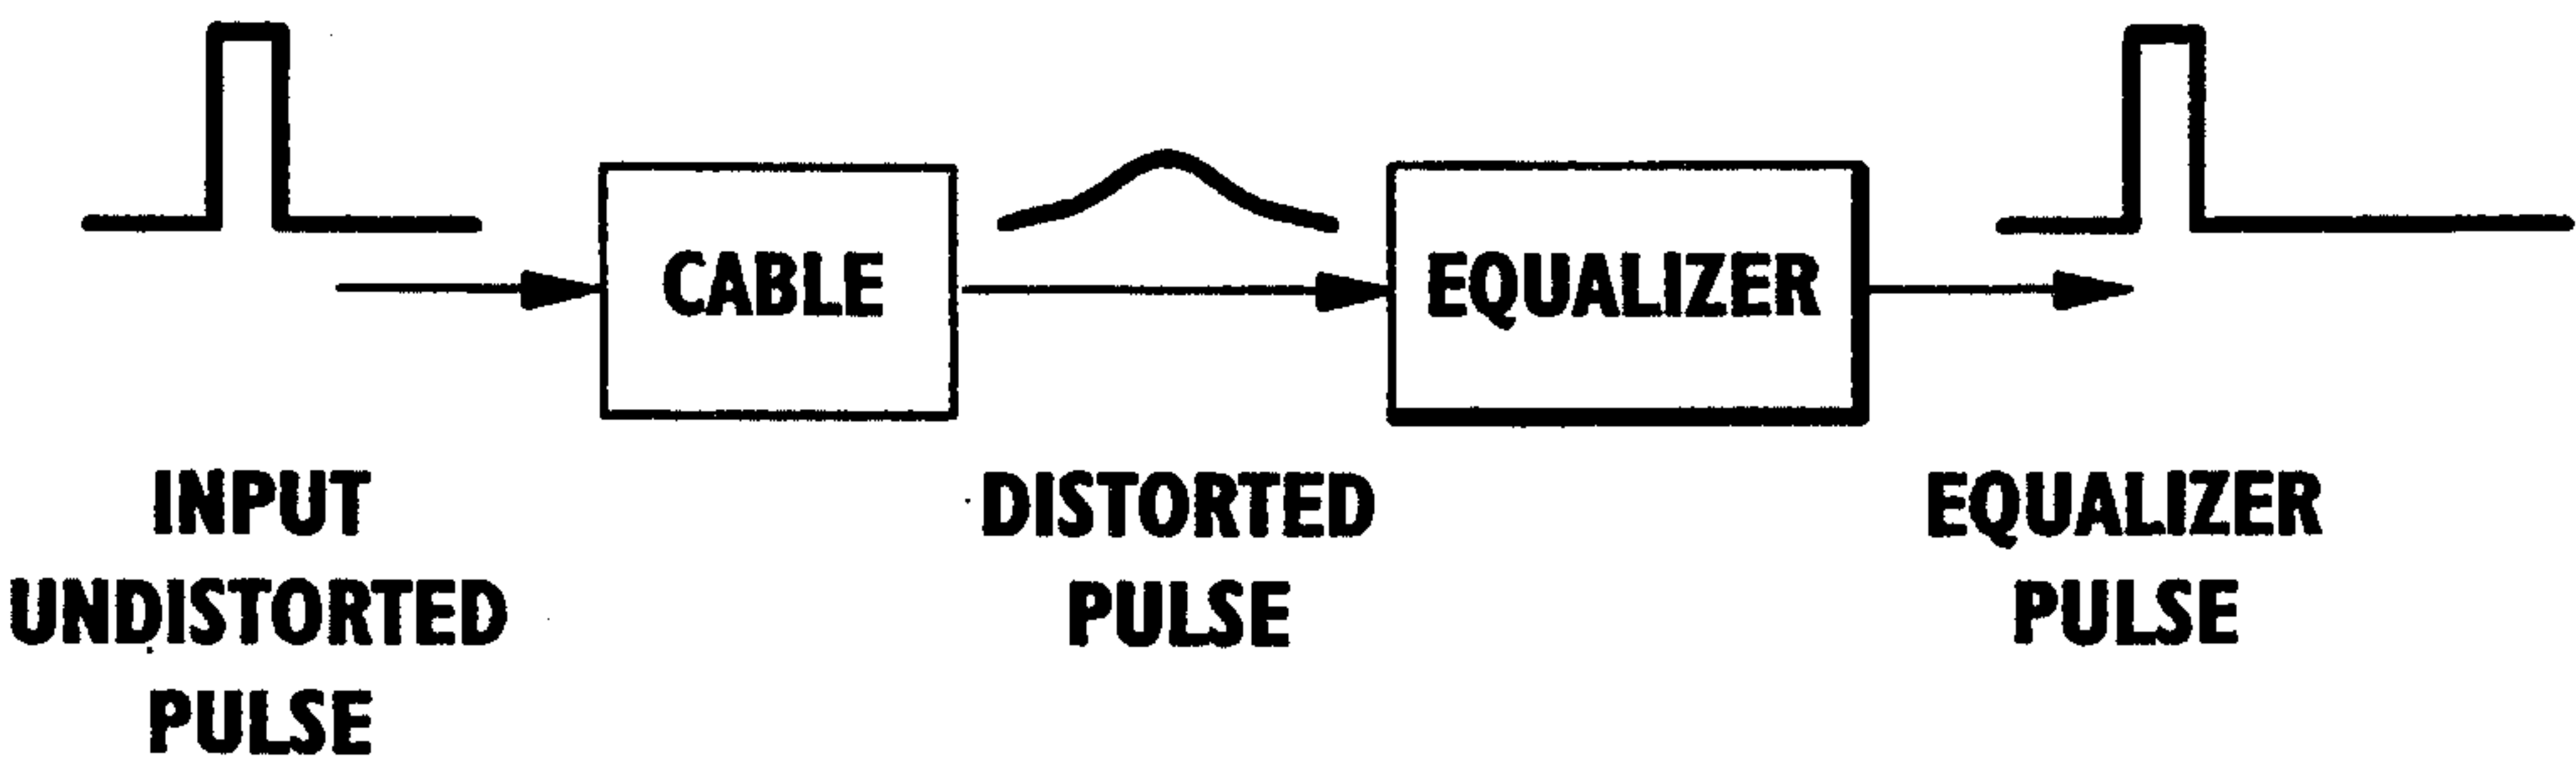 CABLE
EQUALIZER
INPUT
UNDISTORTED
PULSE
DISTORTED
PULSE
EQUALIZER
PULSE